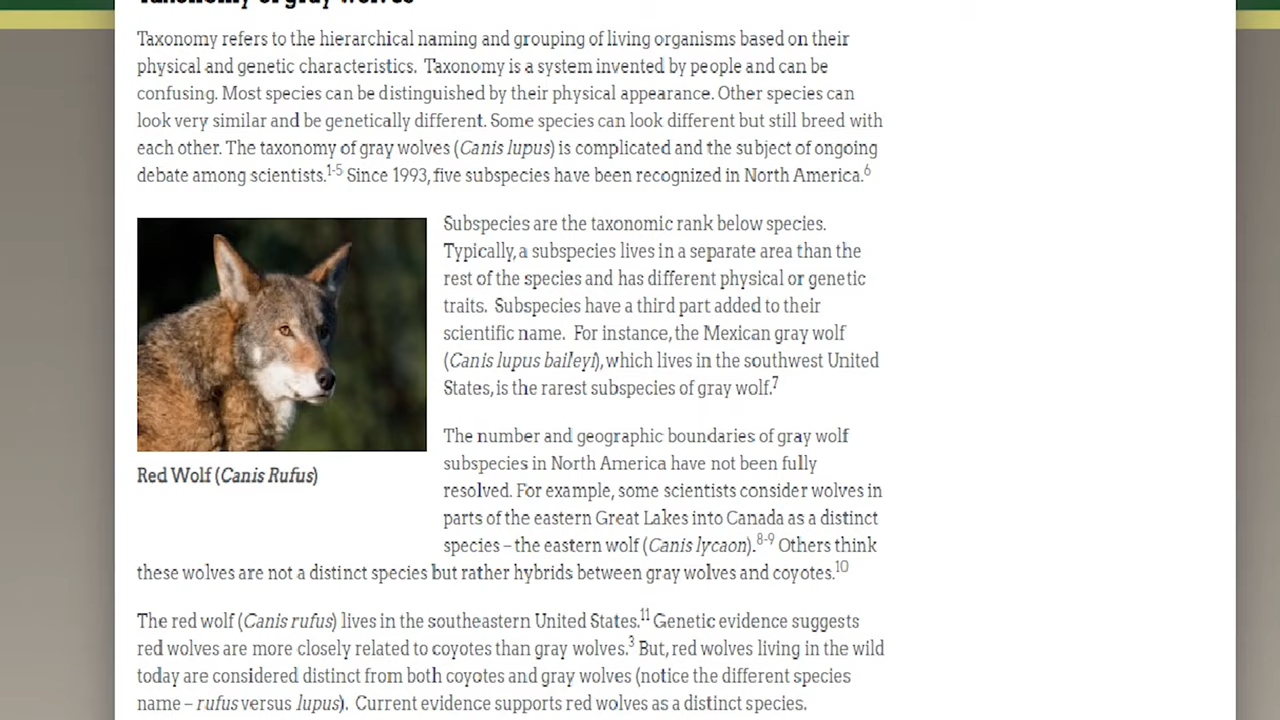 Taxonomy of gray wolves
Taxonomy refers to the hierarchical naming and grouping of living organisms based on their
physical and genetic characteristics. Taxonomy is a system invented by people and can be
confusing. Most species can be distinguished by their physical appearance. Other species can
look very similar and be genetically different. Some species can look different but still breed with
each other. The taxonomy of gray wolves (Canis lupus) is complicated and the subject of ongoing
debate among scientists.1-5 Since 1993, five subspecies have been recognized in North America.6
Subspecies are the taxonomic rank below species.
Typically, a subspecies lives in a separate area than the
rest of the species and has different physical or genetic
traits. Subspecies have a third part added to their
scientific name. For instance, the Mexican gray wolf
(Canis lupus baileyi), which lives in the southwest United
States, is the rarest subspecies of gray wolf.7
Red Wolf (Canis Rufus)
The number and geographic boundaries of gray wolf
subspecies in North America have not been fully
resolved. For example, some scientists consider wolves in
parts of the eastern Great Lakes into Canada as a distinct
species – the eastern wolf (Canis lycaon).8-9 Others think
these wolves are not a distinct species but rather hybrids between gray wolves and coyotes.10
The red wolf (Canis rufus) lives in the southeastern United States.11 Genetic evidence suggests
red wolves are more closely related to coyotes than gray wolves.3 But, red wolves living in the wild
today are considered distinct from both coyotes and gray wolves (notice the different species
name – rufus versus lupus). Current evidence supports red wolves as a distinct species.